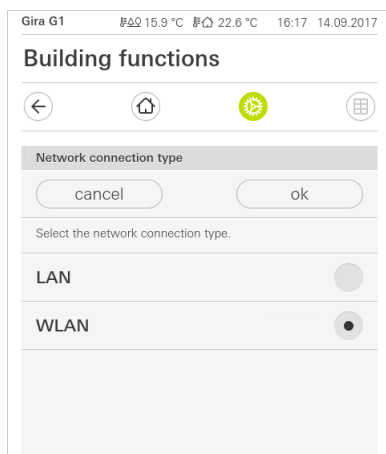 Gira G1 15.9 °C 22.6 °C 16:17 14.09.2017
Building functions
Network connection type
cancel ok
Select the network connection type.
LAN
WLAN